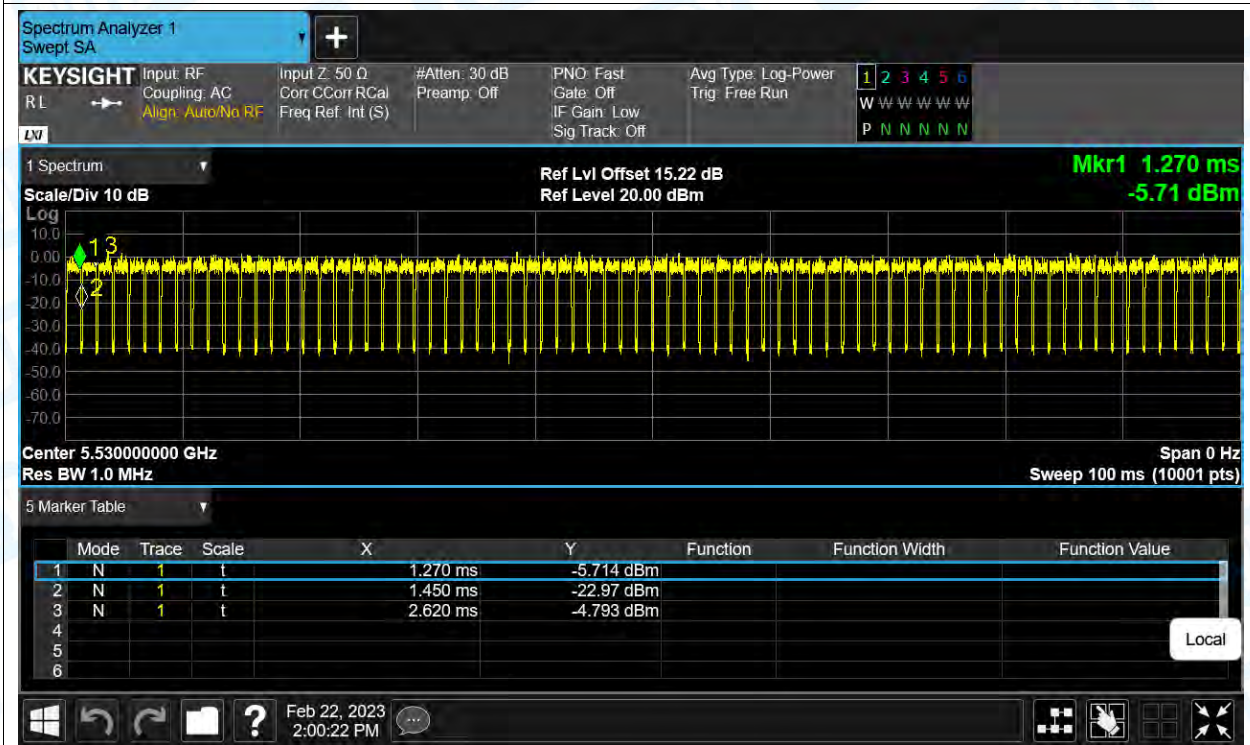 Spectrum Analyzer 1
Swept SA
+
KEYSIGHT
RL
LXI
Input: RF
Coupling: AC
Align: Auto/No RF
Input Z: 50 Ω
Corr CCorr RCal
Freq Ref: Int (S)
#Atten: 30 dB
Preamp: Off
PNO: Fast
Gate: Off
IF Gain: Low
Sig Track: Off
Avg Type: Log-Power
Trig: Free Run
1 2 3 4 5 6
W W W W W W
P N N N N N
1 Spectrum
Scale/Div 10 dB
Ref Lvl Offset 15.22 dB
Ref Level 20.00 dBm
Mkr1 1.270 ms
-5.71 dBm
Log
10.0
0.00
-10.0
-20.0
-30.0
-40.0
-50.0
-60.0
-70.0
1 3
2
Center 5.530000000 GHz
Res BW 1.0 MHz
Span 0 Hz
Sweep 100 ms (10001 pts)
5 Marker Table
Mode Trace Scale X Y Function Function Width Function Value
1 N 1 t 1.270 ms -5.714 dBm
2 N 1 t 1.450 ms -22.97 dBm
3 N 1 t 2.620 ms -4.793 dBm
4
5
6
Local
?
Feb 22, 2023
2:00:22 PM